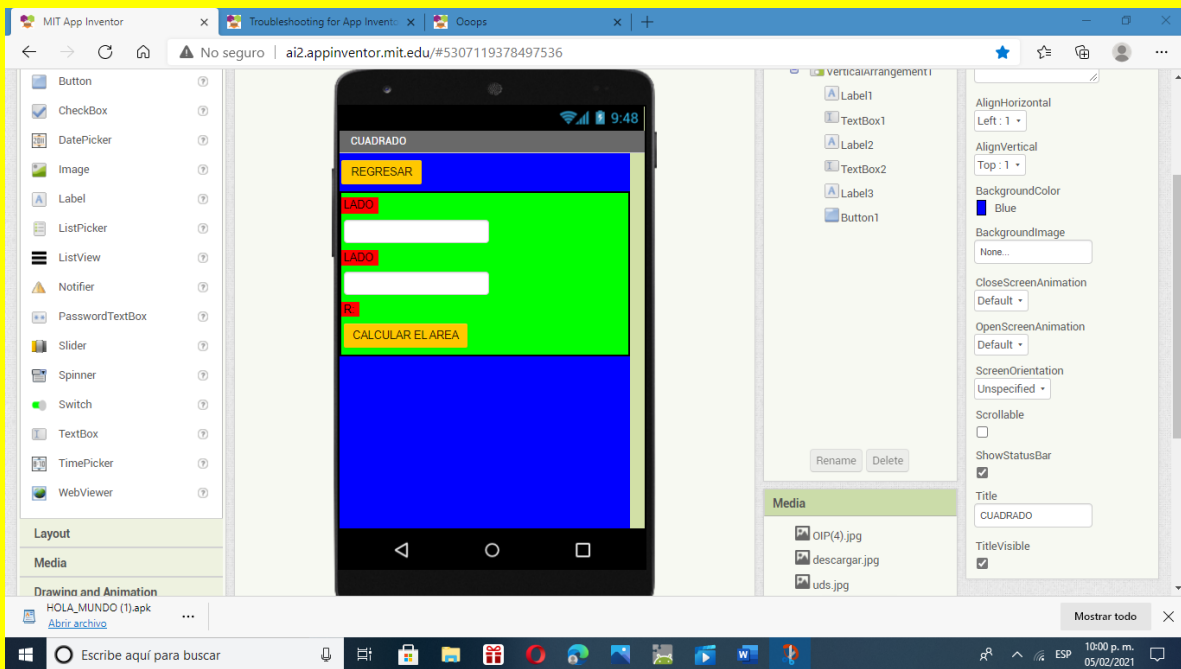 MIT App Inventor
Troubleshooting for App Invento
Ooops
No seguro
ai2.appinventor.mit.edu/#5307119378497536
Button
CheckBox
DatePicker
Image
Label
ListPicker
ListView
Notifier
PasswordTextBox
Slider
Spinner
Switch
TextBox
TimePicker
WebViewer
Layout
Media
Drawing and Animation
9:48
CUADRADO
REGRESAR
LADO
LADO
R:
CALCULAR EL AREA
VerticalArrangement1
Label1
TextBox1
Label2
TextBox2
Label3
Button1
Rename
Delete
Media
OIP(4).jpg
descargar.jpg
uds.jpg
AlignHorizontal
Left : 1
AlignVertical
Top : 1
BackgroundColor
Blue
BackgroundImage
None...
CloseScreenAnimation
Default
OpenScreenAnimation
Default
ScreenOrientation
Unspecified
Scrollable
ShowStatusBar
Title
CUADRADO
TitleVisible
HOLA_MUNDO (1).apk
Abrir archivo
Mostrar todo
Escribe aquí para buscar
ESP
10:00 p. m.
05/02/2021